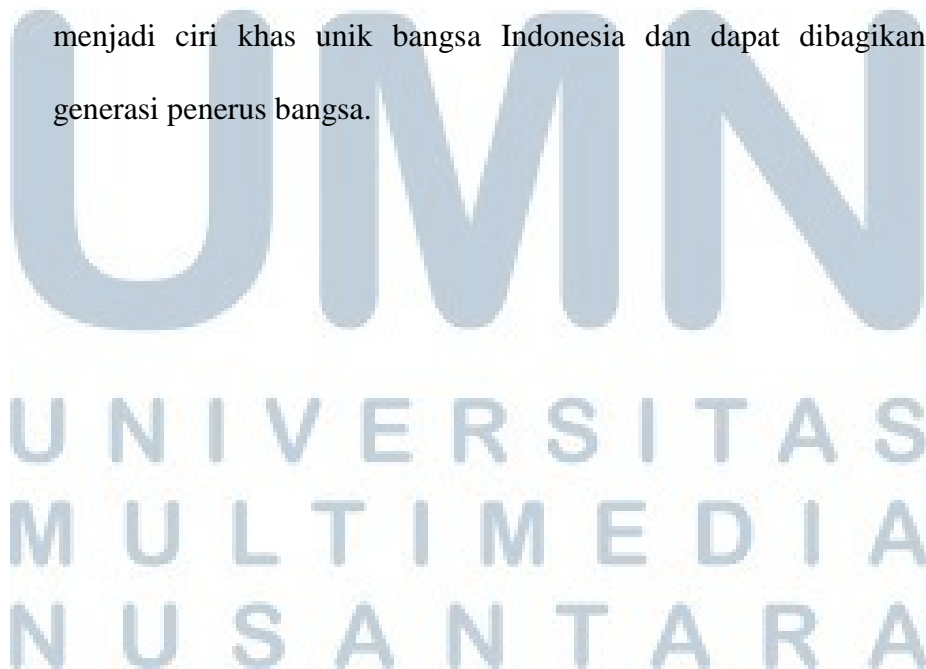 menjadi ciri khas unik bangsa Indonesia dan dapat dibagikan
generasi penerus bangsa.
UMN
UNIVERSITAS
MULTIMEDIA
NUSANTARA